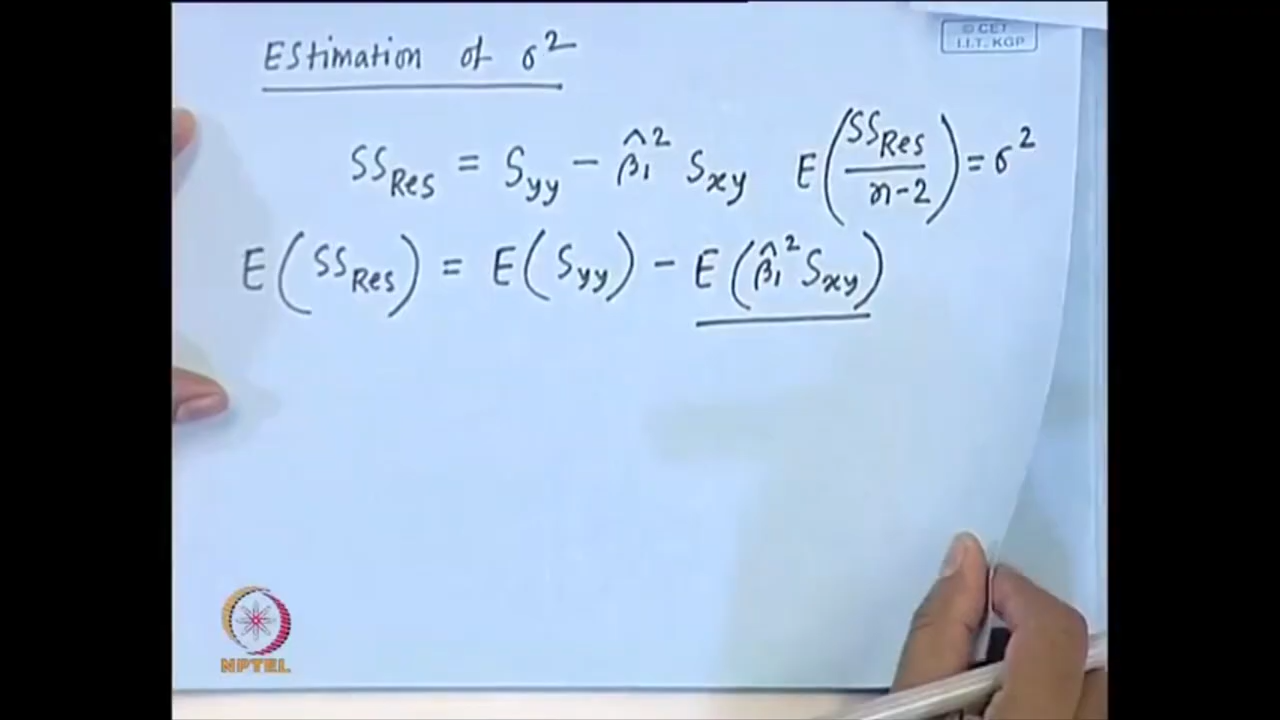 © CET
I.I.T. KGP
Estimation of σ²
SS_Res = S_yy − β̂₁² S_xy E(SS_Res / n-2) = σ²
E(SS_Res) = E(S_yy) − E(β̂₁² S_xy)
NPTEL